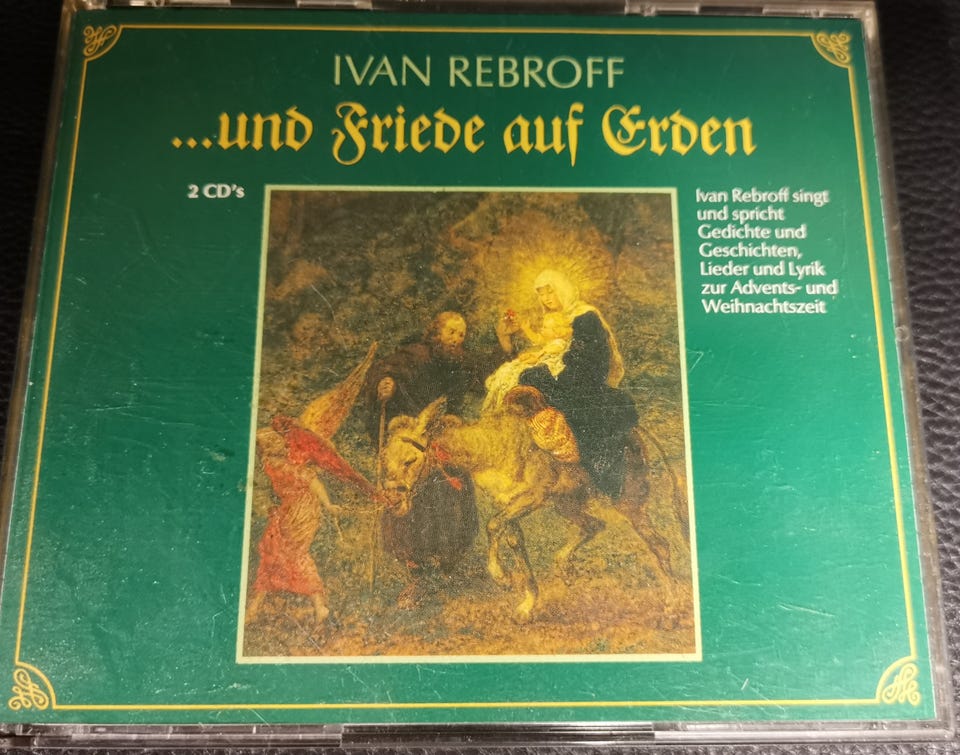 IVAN REBROFF
...und Friede auf Erden
2 CD's
Ivan Rebroff singt
und spricht
Gedichte und
Geschichten,
Lieder und Lyrik
zur Advents- und
Weihnachtszeit